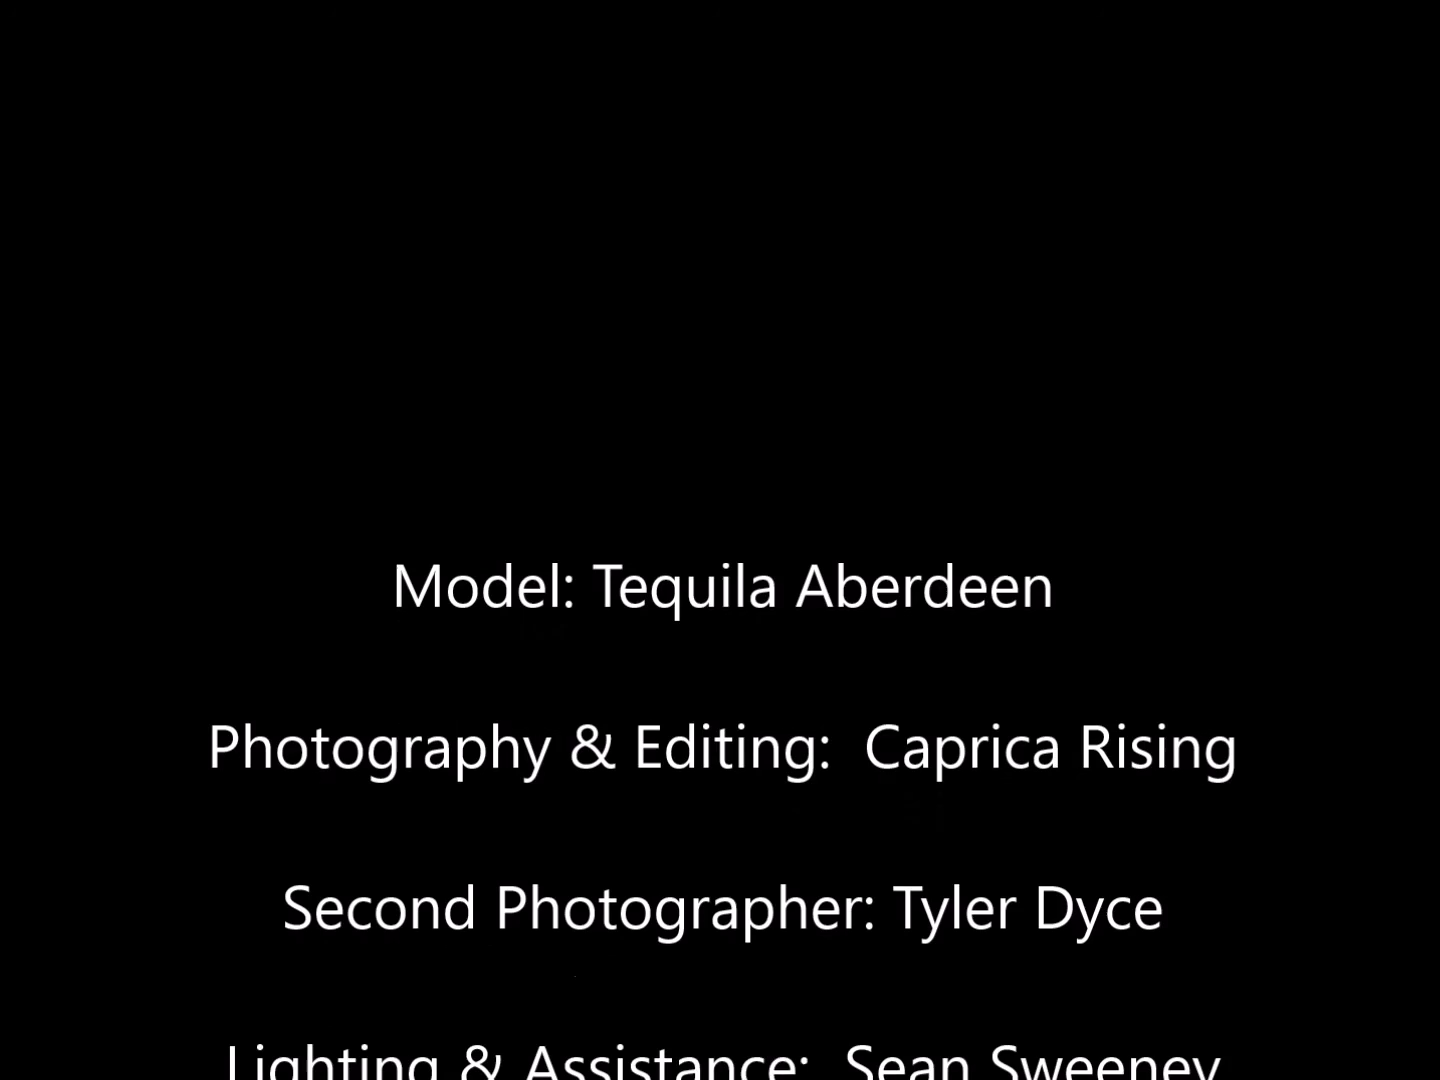 Model: Tequila Aberdeen
Photography & Editing:  Caprica Rising
Second Photographer: Tyler Dyce
Lighting & Assistance:  Sean Sweeney